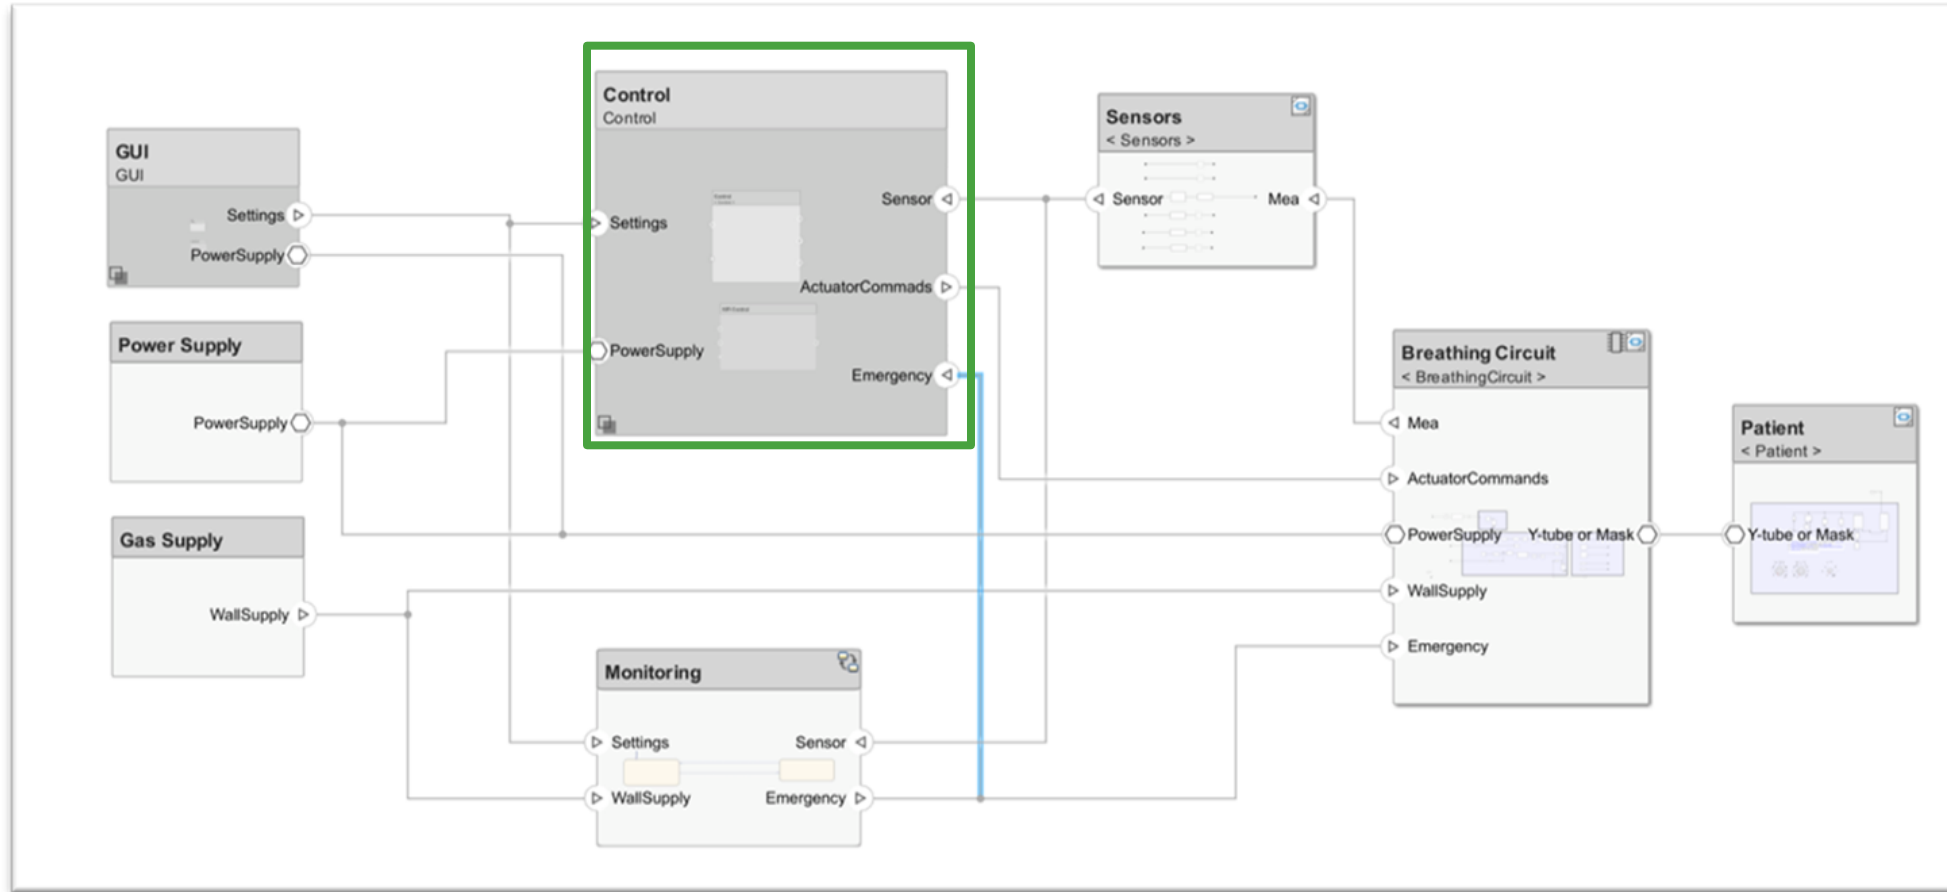 Control
Control
Settings
PowerSupply
Sensor
ActuatorCommads
Emergency
GUI
GUI
Settings
PowerSupply
Power Supply
PowerSupply
Gas Supply
WallSupply
Monitoring
Settings
WallSupply
Sensor
Emergency
Sensors
< Sensors >
Sensor
Mea
Breathing Circuit
< BreathingCircuit >
Mea
ActuatorCommands
PowerSupply
Y-tube or Mask
WallSupply
Emergency
Patient
< Patient >
Y-tube or Mask